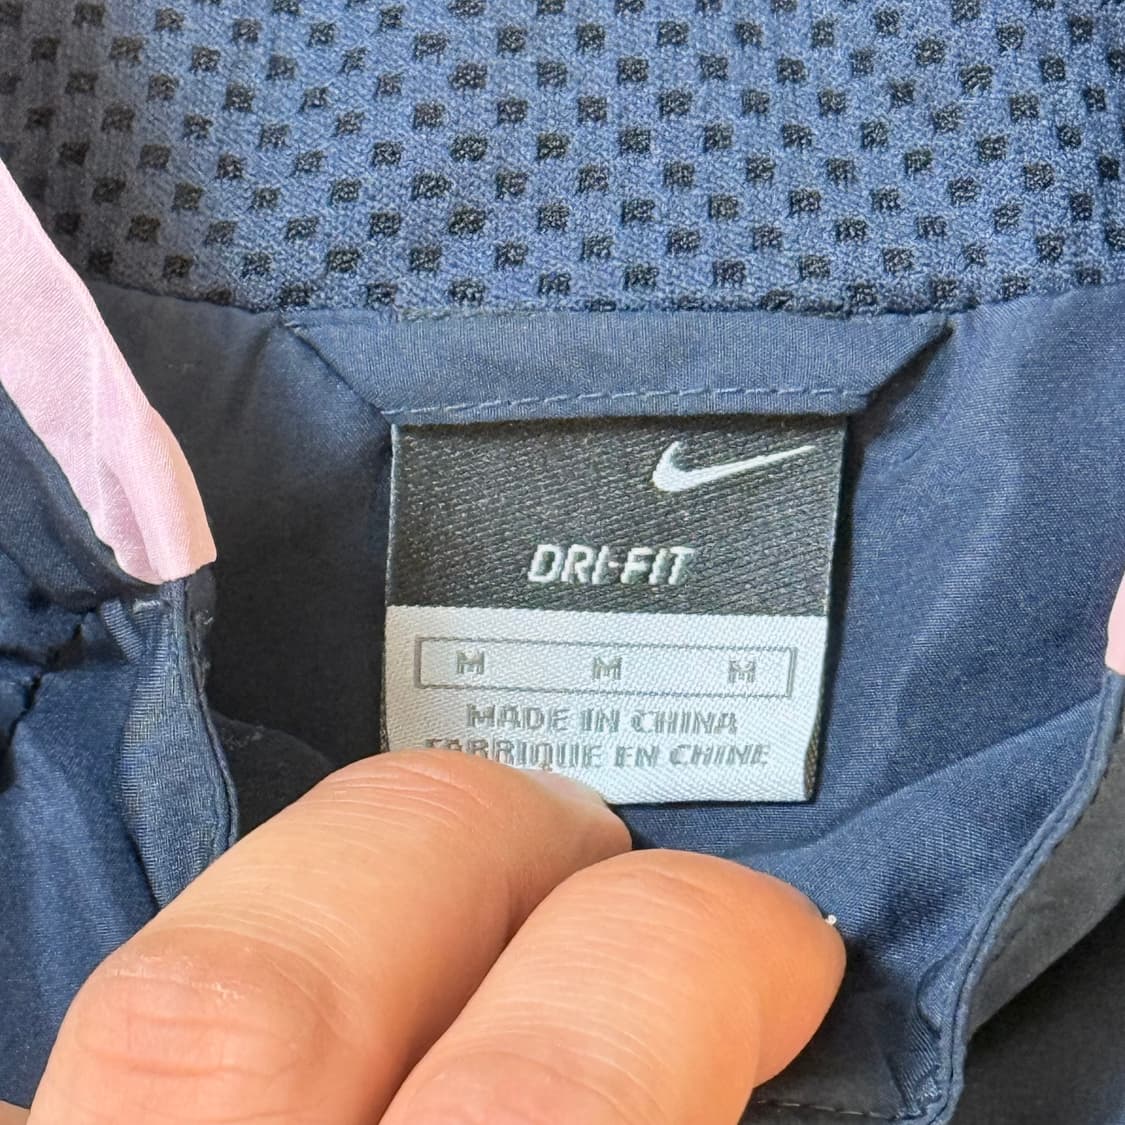 DRI-FIT
M M M
MADE IN CHINA
FABRIQUE EN CHINE